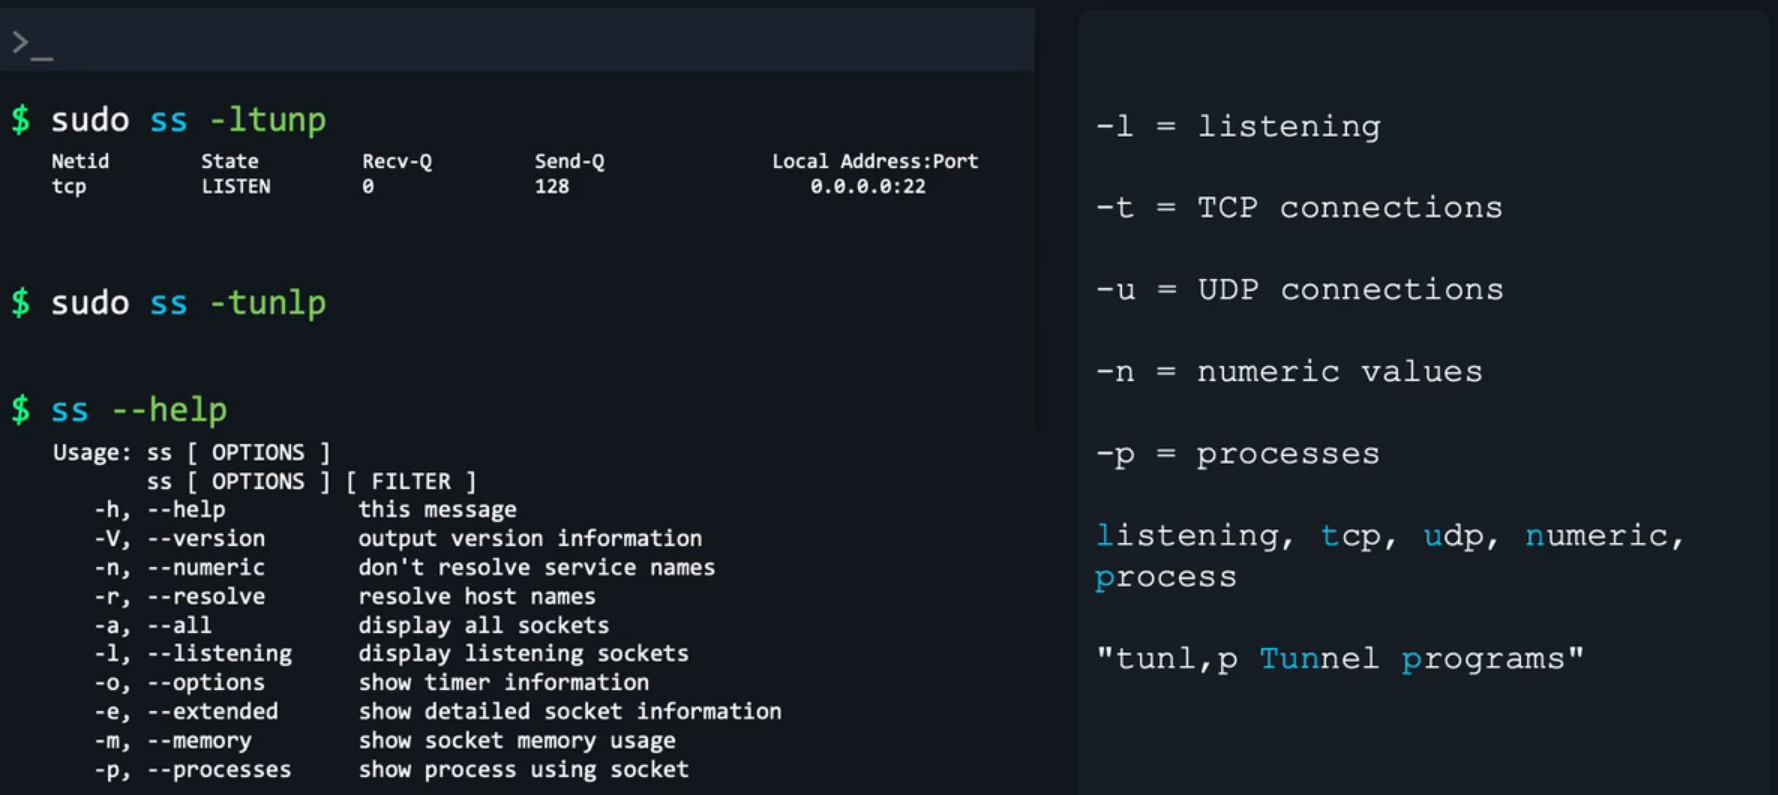 >_
$ sudo ss -ltunp
Netid State Recv-Q Send-Q Local Address:Port
tcp LISTEN 0 128 0.0.0.0:22
$ sudo ss -tunlp
$ ss --help
Usage: ss [ OPTIONS ]
ss [ OPTIONS ] [ FILTER ]
-h, --help this message
-V, --version output version information
-n, --numeric don't resolve service names
-r, --resolve resolve host names
-a, --all display all sockets
-l, --listening display listening sockets
-o, --options show timer information
-e, --extended show detailed socket information
-m, --memory show socket memory usage
-p, --processes show process using socket
-l = listening
-t = TCP connections
-u = UDP connections
-n = numeric values
-p = processes
listening, tcp, udp, numeric,
process
"tunl,p Tunnel programs"